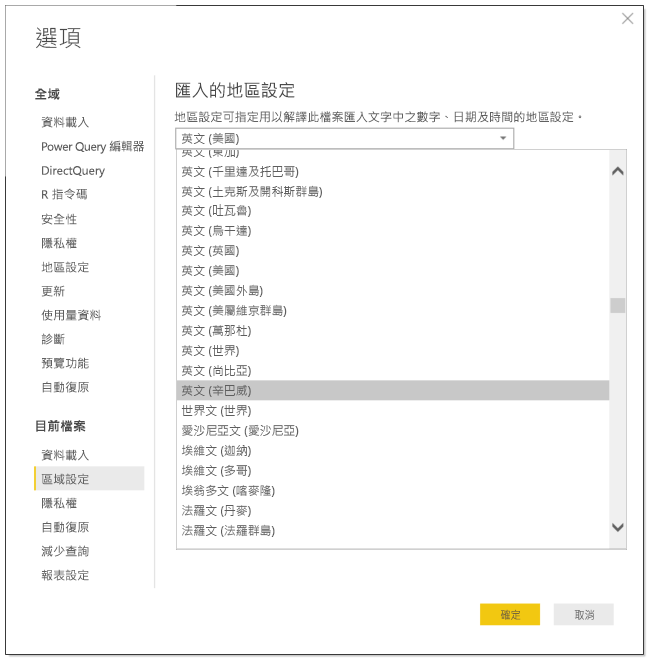 選項
全域
資料載入
Power Query 編輯器
DirectQuery
R 指令碼
安全性
隱私權
地區設定
更新
使用量資料
診斷
預覽功能
自動復原
目前檔案
資料載入
區域設定
隱私權
自動復原
減少查詢
報表設定
匯入的地區設定
地區設定可指定用以解譯此檔案匯入文字中之數字、日期及時間的地區設定。
英文 (美國)
英文 (東加)
英文 (千里達及托巴哥)
英文 (土克斯及開科斯群島)
英文 (吐瓦魯)
英文 (烏干達)
英文 (英國)
英文 (美國)
英文 (美國外島)
英文 (美屬維京群島)
英文 (萬那杜)
英文 (世界)
英文 (尚比亞)
英文 (辛巴威)
世界文 (世界)
愛沙尼亞文 (愛沙尼亞)
埃維文 (迦納)
埃維文 (多哥)
埃翁多文 (喀麥隆)
法羅文 (丹麥)
法羅文 (法羅群島)
確定
取消